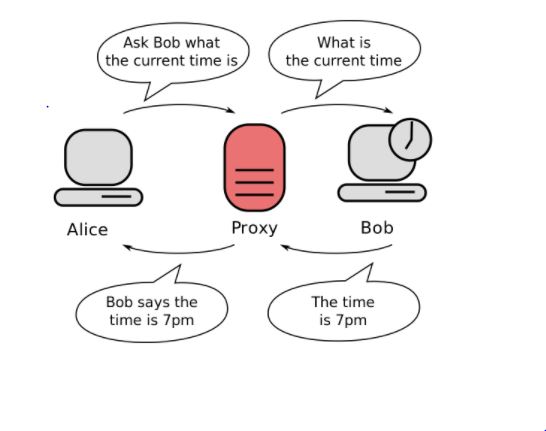 Ask Bob what
the current time is
What is
the current time
Alice
Proxy
Bob
Bob says the
time is 7pm
The time
is 7pm